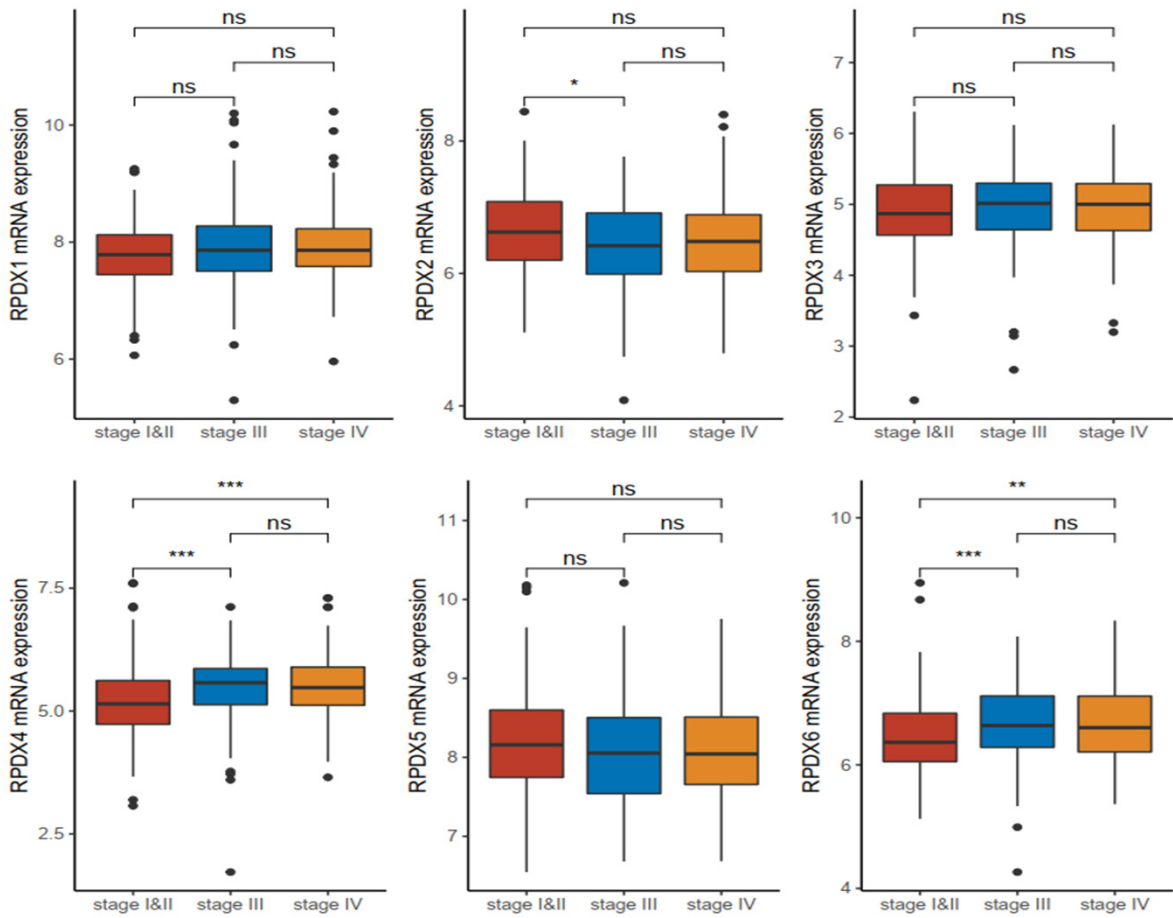 ns
ns
ns
10
8
6
RPDX1 mRNA expression
stage I&II
stage III
stage IV
ns
*
ns
8
6
4
RPDX2 mRNA expression
stage I&II
stage III
stage IV
ns
ns
ns
7
6
5
4
3
2
RPDX3 mRNA expression
stage I&II
stage III
stage IV
***
***
ns
7.5
5.0
2.5
RPDX4 mRNA expression
stage I&II
stage III
stage IV
ns
ns
ns
11
10
9
8
7
RPDX5 mRNA expression
stage I&II
stage III
stage IV
**
***
ns
10
8
6
4
RPDX6 mRNA expression
stage I&II
stage III
stage IV